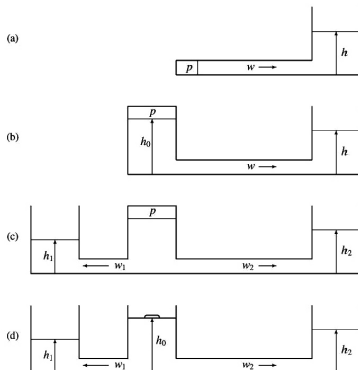 (a) p w h
(b) p h₀ w h
(c) p h₁ w₁ w₂ h₂
(d) h₀ h₁ w₁ w₂ h₂